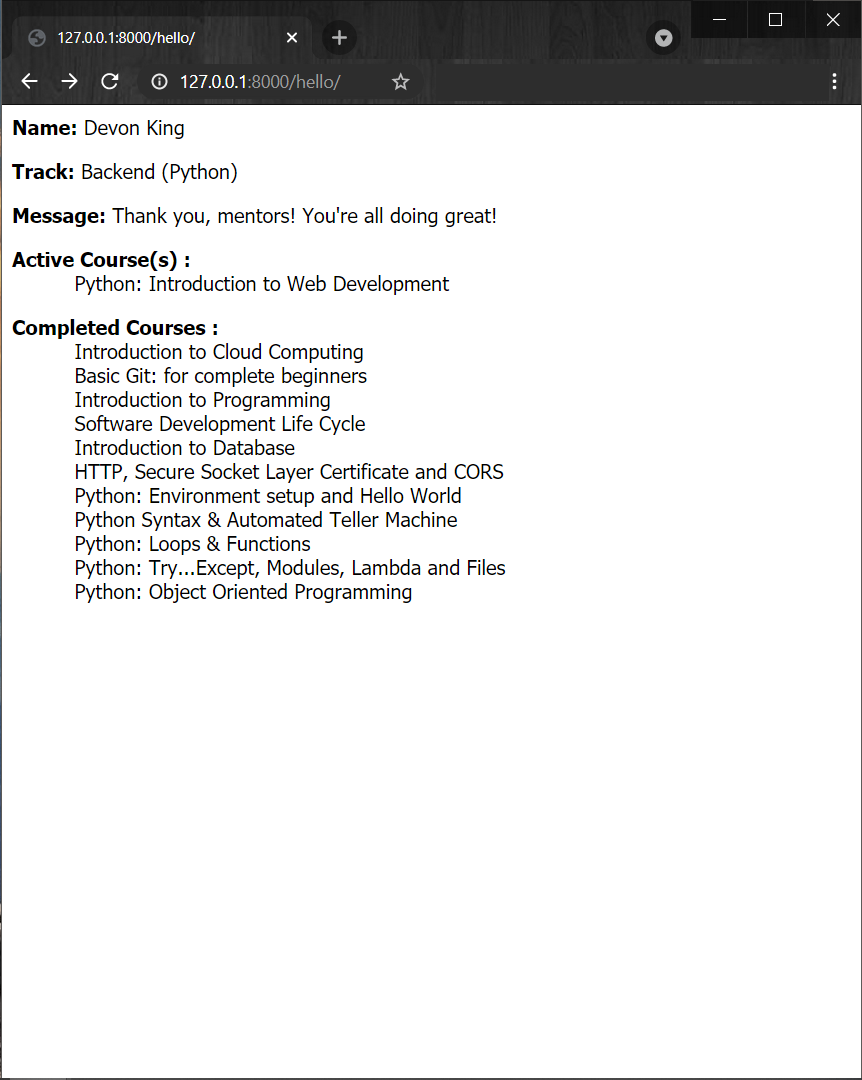 127.0.0.1:8000/hello/
127.0.0.1:8000/hello/
Name: Devon King
Track: Backend (Python)
Message: Thank you, mentors! You're all doing great!
Active Course(s) :
Python: Introduction to Web Development
Completed Courses :
Introduction to Cloud Computing
Basic Git: for complete beginners
Introduction to Programming
Software Development Life Cycle
Introduction to Database
HTTP, Secure Socket Layer Certificate and CORS
Python: Environment setup and Hello World
Python Syntax & Automated Teller Machine
Python: Loops & Functions
Python: Try...Except, Modules, Lambda and Files
Python: Object Oriented Programming